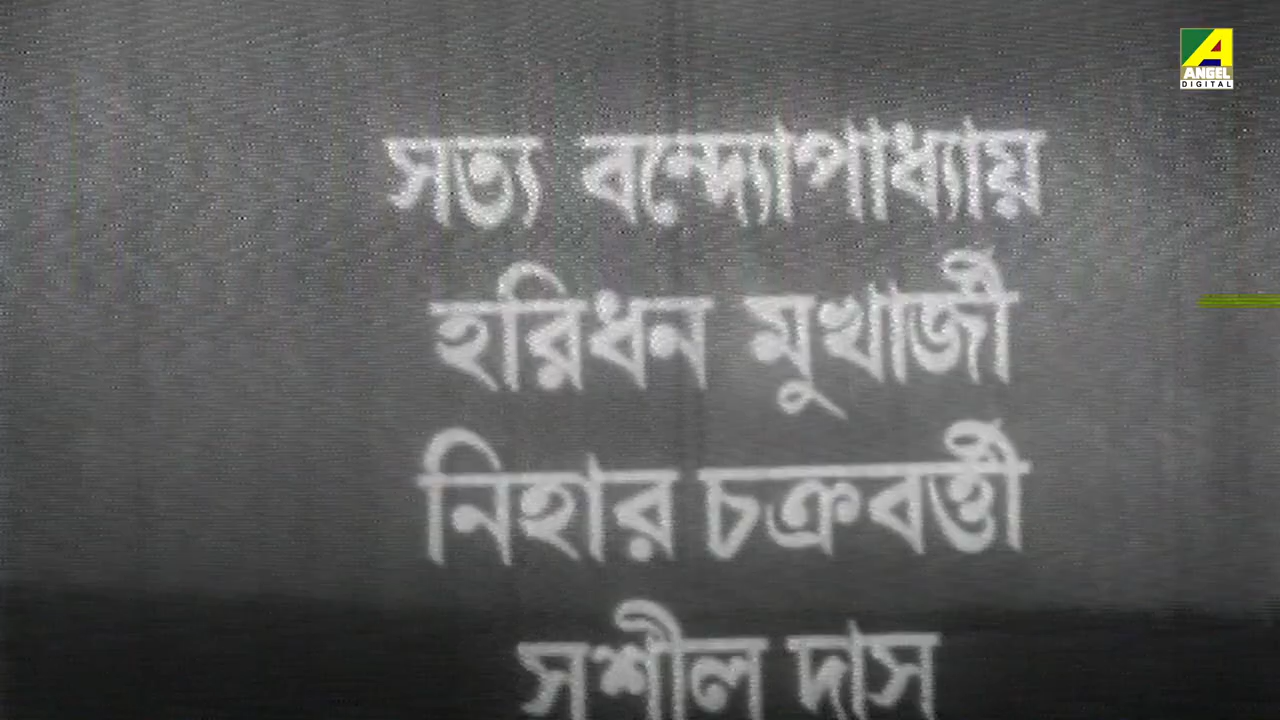 সত্য বন্দ্যোপাধ্যায়
হরিধন মুখার্জী
নিহার চক্রবর্ত্তী
সুশীল দাস
A
ANGEL
DIGITAL